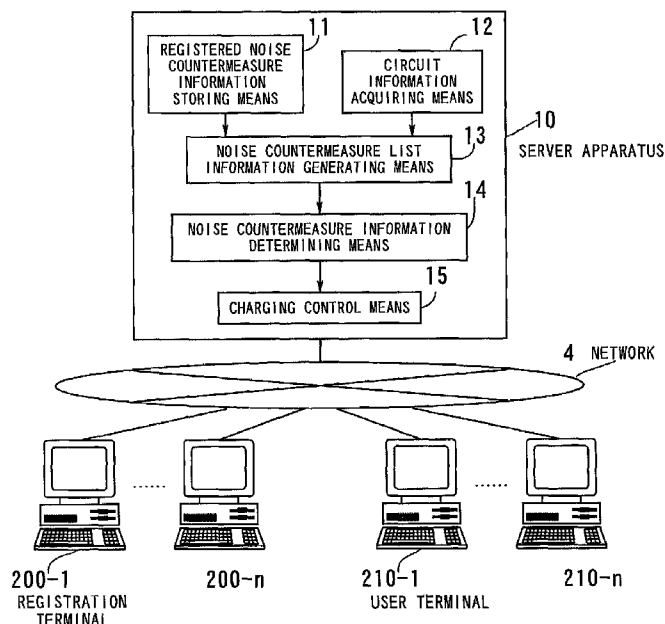 11
REGISTERED NOISE
COUNTERMEASURE
INFORMATION
STORING MEANS
12
CIRCUIT
INFORMATION
ACQUIRING MEANS
10
SERVER APPARATUS
13
NOISE COUNTERMEASURE LIST
INFORMATION GENERATING MEANS
14
NOISE COUNTERMEASURE INFORMATION
DETERMINING MEANS
15
CHARGING CONTROL MEANS
4 NETWORK
200-1
REGISTRATION
TERMINAL
200-n
210-1
USER TERMINAL
210-n